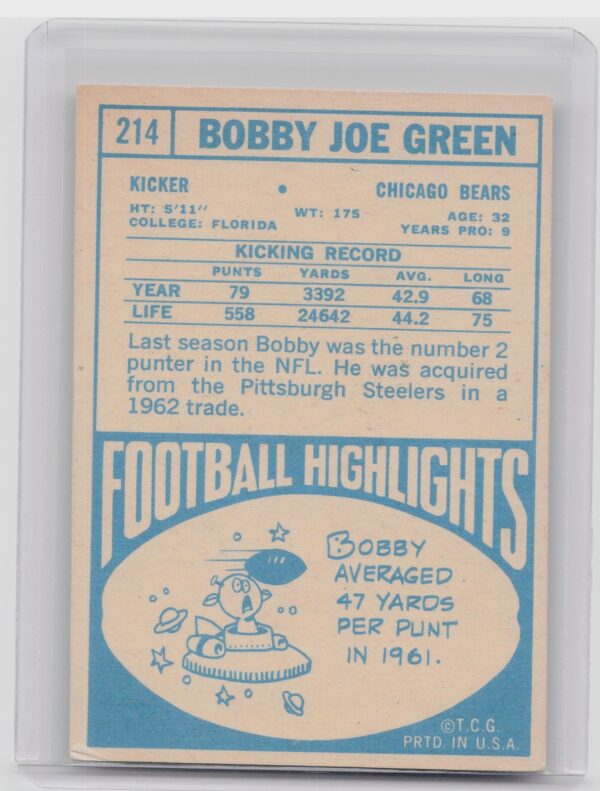 214 BOBBY JOE GREEN
KICKER • CHICAGO BEARS
HT: 5'11" WT: 175 AGE: 32
COLLEGE: FLORIDA YEARS PRO: 9
KICKING RECORD
PUNTS YARDS AVG. LONG
YEAR 79 3392 42.9 68
LIFE 558 24642 44.2 75
Last season Bobby was the number 2
punter in the NFL. He was acquired
from the Pittsburgh Steelers in a
1962 trade.
FOOTBALL HIGHLIGHTS
BOBBY
AVERAGED
47 YARDS
PER PUNT
IN 1961.
©T.C.G.
PRTD. IN U.S.A.